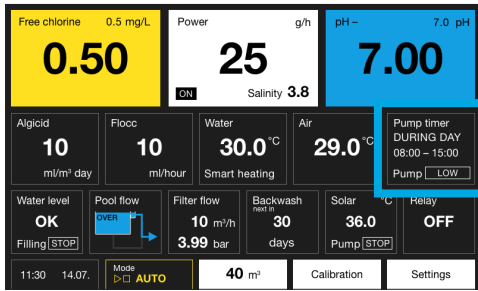 Free chlorine 0.5 mg/L
0.50
Power g/h
25
ON Salinity 3.8
pH – 7.0 pH
7.00
Algicid
10
ml/m³ day
Flocc
10
ml/hour
Water
30.0 °C
Smart heating
Air
29.0 °C
Pump timer
DURING DAY
08:00 – 15:00
Pump LOW
Water level
OK
Filling STOP
Pool flow
OVER
Filter flow
10 m³/h
3.99 bar
Backwash
next in
30
days
Solar °C
36.0
Pump STOP
Relay
OFF
11:30 14.07.
Mode
AUTO
40 m³
Calibration
Settings